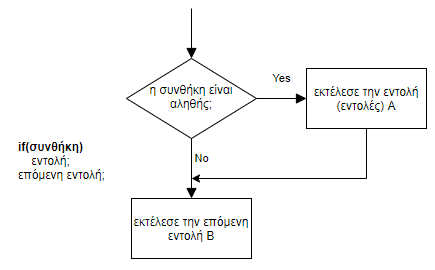 η συνθήκη είναι
αληθής;
Yes
εκτέλεσε την εντολή
(εντολές) Α
No
if(συνθήκη)
εντολή;
επόμενη εντολή;
εκτέλεσε την επόμενη
εντολή Β